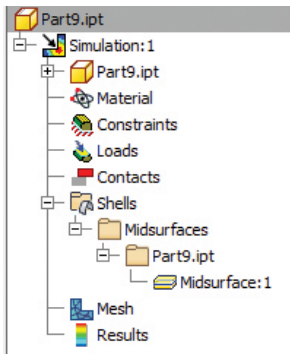 Part9.ipt
Simulation:1
Part9.ipt
Material
Constraints
Loads
Contacts
Shells
Midsurfaces
Part9.ipt
Midsurface:1
Mesh
Results